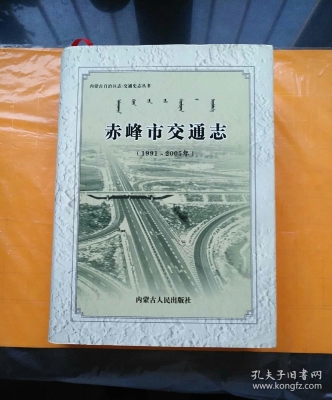 内蒙古自治区志·交通史志丛书
赤峰市交通志
（1991-2005年）
内蒙古人民出版社
孔夫子旧书网
www.kongfz.com